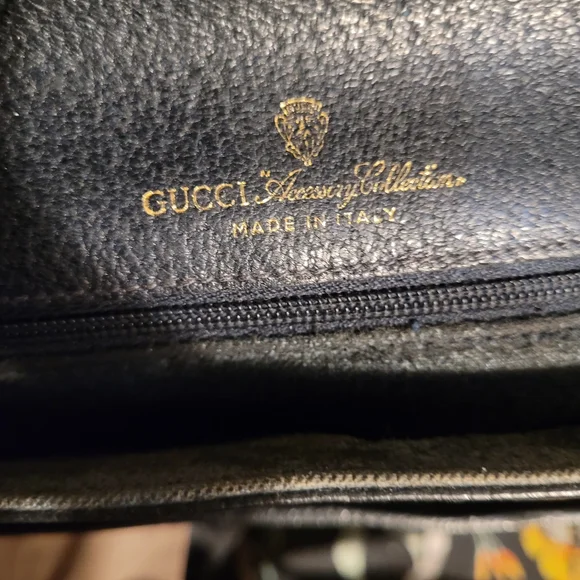 GUCCI "Accessory Collection"
MADE IN ITALY